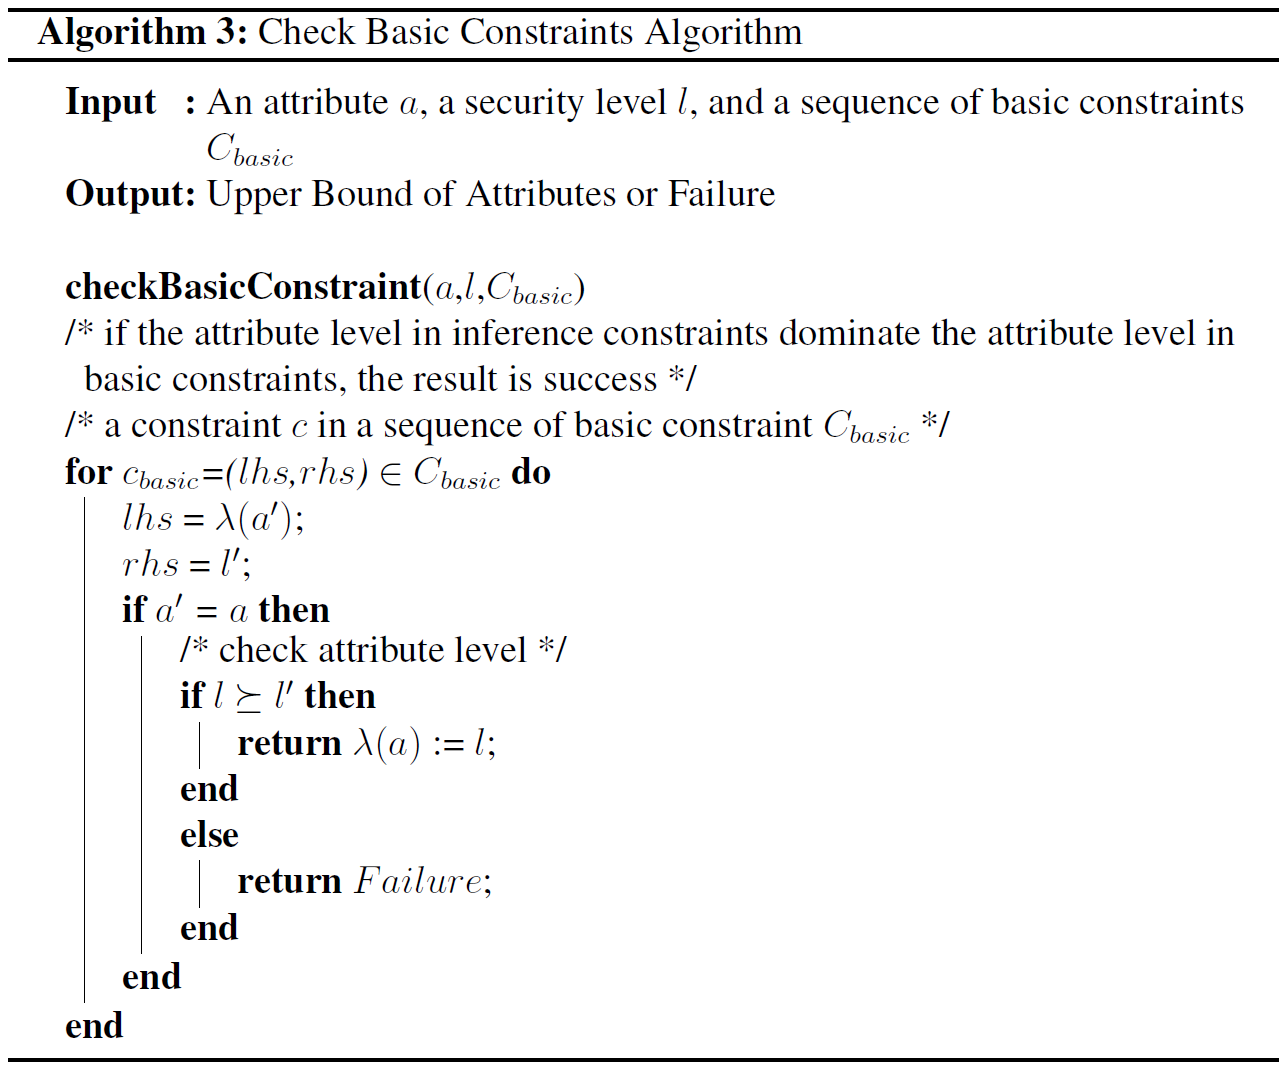 Algorithm 3: Check Basic Constraints Algorithm
Input : An attribute a, a security level l, and a sequence of basic constraints
C_{basic}
Output: Upper Bound of Attributes or Failure
checkBasicConstraint(a,l,C_{basic})
/* if the attribute level in inference constraints dominate the attribute level in
basic constraints, the result is success */
/* a constraint c in a sequence of basic constraint C_{basic} */
for c_{basic}=(lhs,rhs) ∈ C_{basic} do
lhs = λ(a′);
rhs = l′;
if a′ = a then
/* check attribute level */
if l ⪰ l′ then
return λ(a) := l;
end
else
return Failure;
end
end
end